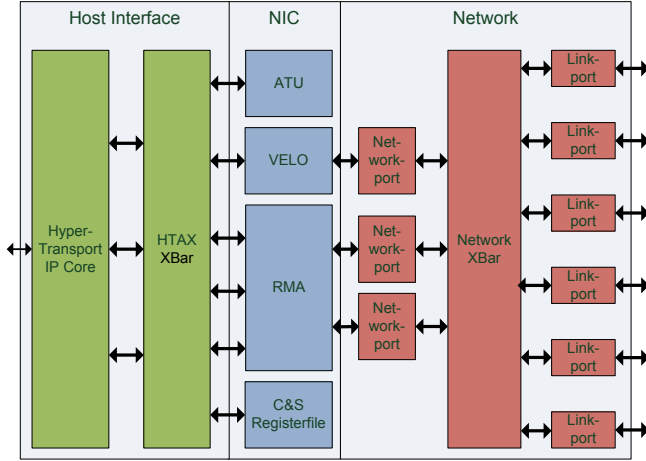 Host Interface
NIC
Network
Hyper-
Transport
IP Core
HTAX
XBar
ATU
VELO
RMA
C&S
Registerfile
Net-
work-
port
Net-
work-
port
Net-
work-
port
Network
XBar
Link-
port
Link-
port
Link-
port
Link-
port
Link-
port
Link-
port